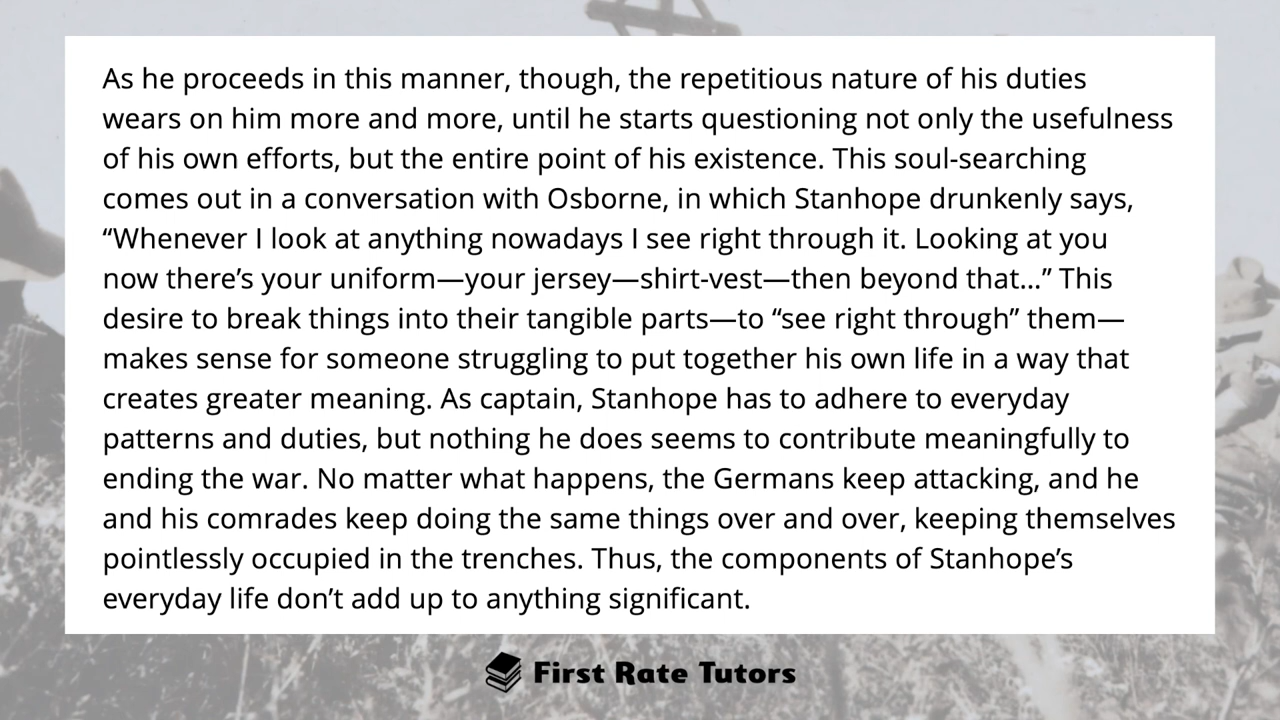 As he proceeds in this manner, though, the repetitious nature of his duties
wears on him more and more, until he starts questioning not only the usefulness
of his own efforts, but the entire point of his existence. This soul-searching
comes out in a conversation with Osborne, in which Stanhope drunkenly says,
“Whenever I look at anything nowadays I see right through it. Looking at you
now there’s your uniform—your jersey—shirt-vest—then beyond that…” This
desire to break things into their tangible parts—to “see right through” them—
makes sense for someone struggling to put together his own life in a way that
creates greater meaning. As captain, Stanhope has to adhere to everyday
patterns and duties, but nothing he does seems to contribute meaningfully to
ending the war. No matter what happens, the Germans keep attacking, and he
and his comrades keep doing the same things over and over, keeping themselves
pointlessly occupied in the trenches. Thus, the components of Stanhope’s
everyday life don’t add up to anything significant.
First Rate Tutors